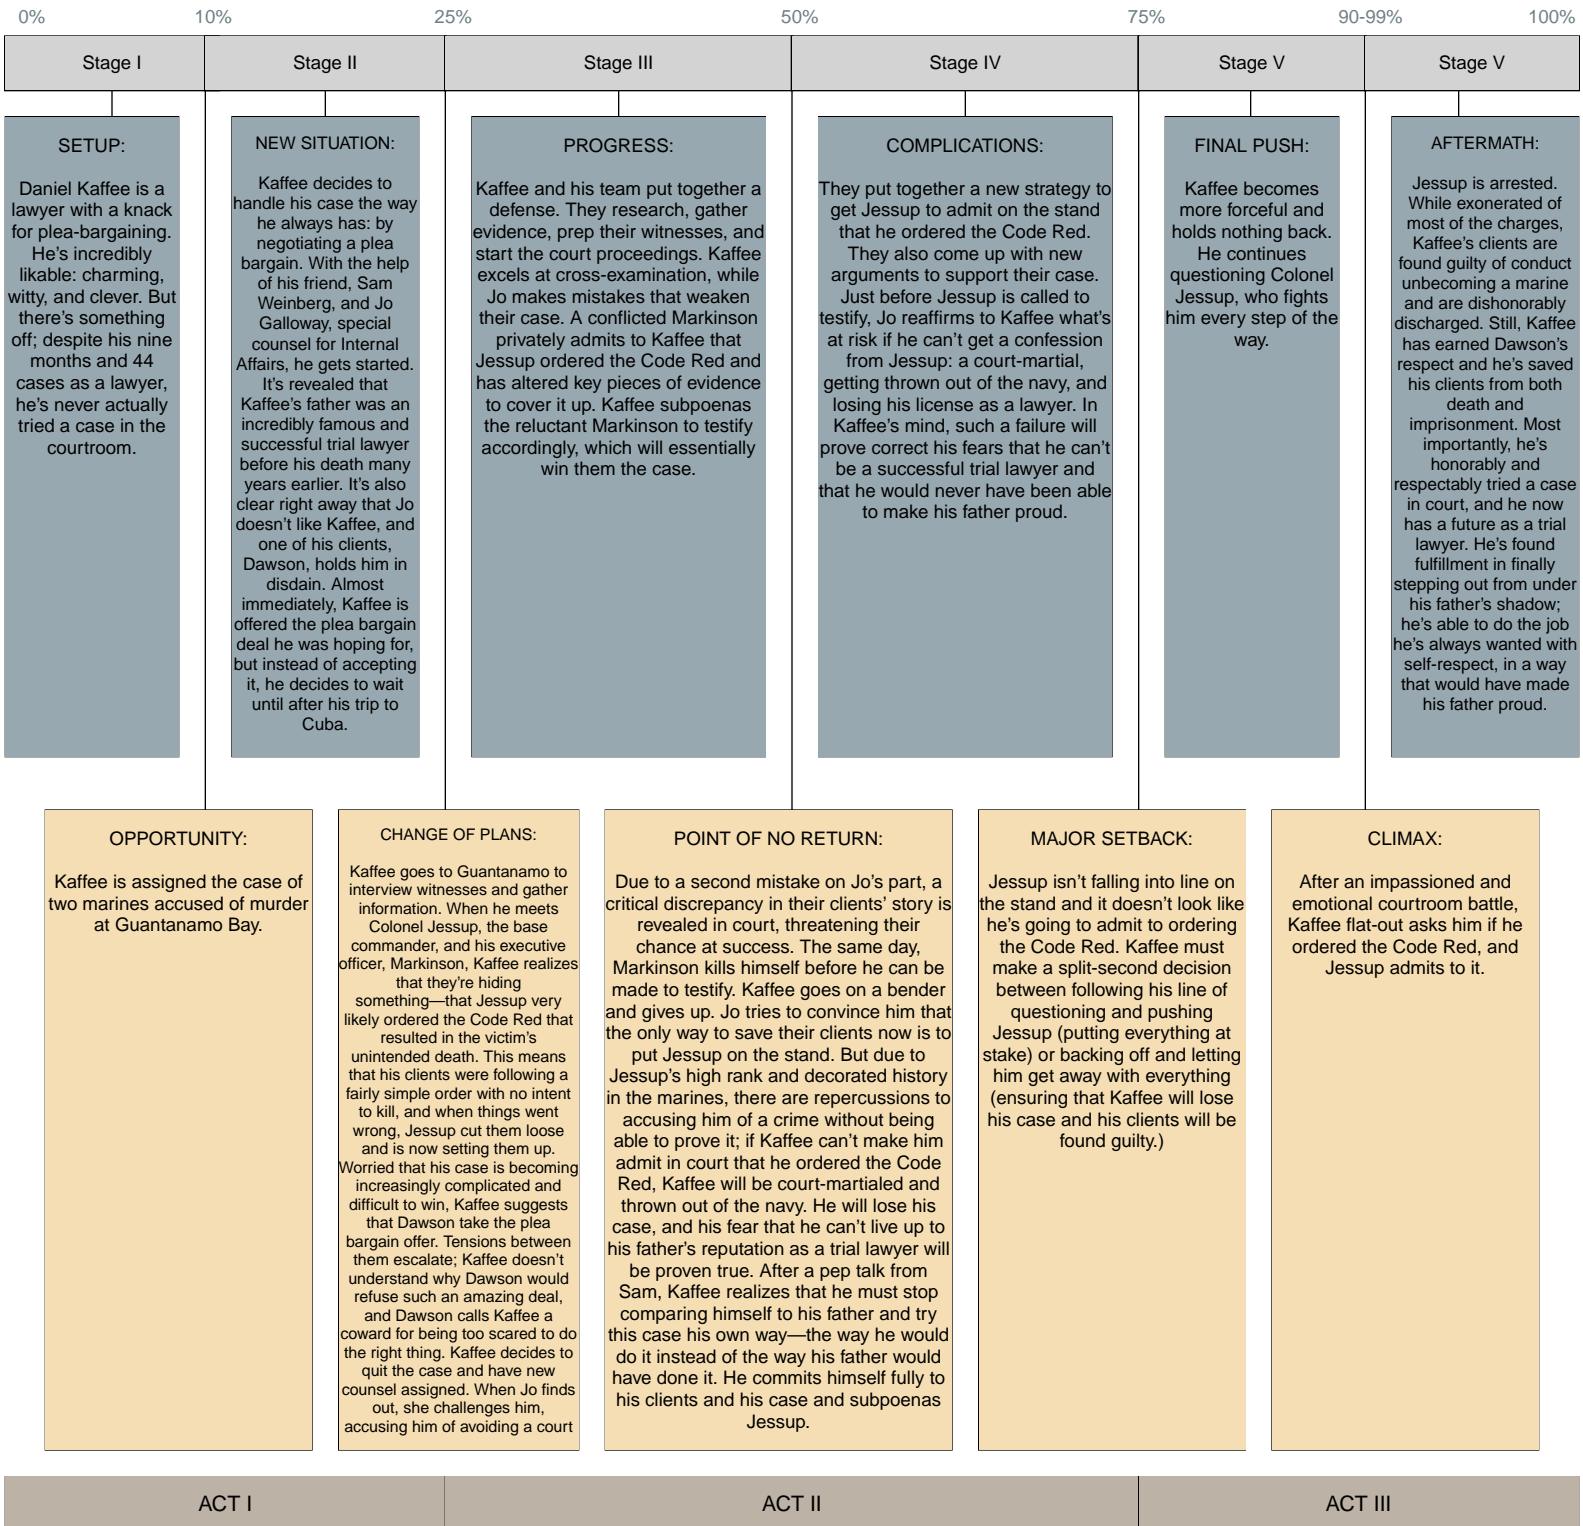 0%
10%
25%
50%
75%
90-99%
100%
Stage I
Stage II
Stage III
Stage IV
Stage V
Stage V
SETUP:
Daniel Kaffee is a
lawyer with a knack
for plea-bargaining.
He’s incredibly
likable: charming,
witty, and clever. But
there’s something
off; despite his nine
months and 44
cases as a lawyer,
he’s never actually
tried a case in the
courtroom.
NEW SITUATION:
Kaffee decides to
handle his case the way
he always has: by
negotiating a plea
bargain. With the help
of his friend, Sam
Weinberg, and Jo
Galloway, special
counsel for Internal
Affairs, he gets started.
It’s revealed that
Kaffee’s father was an
incredibly famous and
successful trial lawyer
before his death many
years earlier. It’s also
clear right away that Jo
doesn’t like Kaffee, and
one of his clients,
Dawson, holds him in
disdain. Almost
immediately, Kaffee is
offered the plea bargain
deal he was hoping for,
but instead of accepting
it, he decides to wait
until after his trip to
Cuba.
PROGRESS:
Kaffee and his team put together a
defense. They research, gather
evidence, prep their witnesses, and
start the court proceedings. Kaffee
excels at cross-examination, while
Jo makes mistakes that weaken
their case. A conflicted Markinson
privately admits to Kaffee that
Jessup ordered the Code Red and
has altered key pieces of evidence
to cover it up. Kaffee subpoenas
the reluctant Markinson to testify
accordingly, which will essentially
win them the case.
COMPLICATIONS:
They put together a new strategy to
get Jessup to admit on the stand
that he ordered the Code Red.
They also come up with new
arguments to support their case.
Just before Jessup is called to
testify, Jo reaffirms to Kaffee what’s
at risk if he can’t get a confession
from Jessup: a court-martial,
getting thrown out of the navy, and
losing his license as a lawyer. In
Kaffee’s mind, such a failure will
prove correct his fears that he can’t
be a successful trial lawyer and
that he would never have been able
to make his father proud.
FINAL PUSH:
Kaffee becomes
more forceful and
holds nothing back.
He continues
questioning Colonel
Jessup, who fights
him every step of the
way.
AFTERMATH:
Jessup is arrested.
While exonerated of
most of the charges,
Kaffee’s clients are
found guilty of conduct
unbecoming a marine
and are dishonorably
discharged. Still, Kaffee
has earned Dawson’s
respect and he’s saved
his clients from both
death and
imprisonment. Most
importantly, he’s
honorably and
respectably tried a case
in court, and he now
has a future as a trial
lawyer. He’s found
fulfillment in finally
stepping out from under
his father’s shadow;
he’s able to do the job
he’s always wanted with
self-respect, in a way
that would have made
his father proud.
OPPORTUNITY:
Kaffee is assigned the case of
two marines accused of murder
at Guantanamo Bay.
CHANGE OF PLANS:
Kaffee goes to Guantanamo to
interview witnesses and gather
information. When he meets
Colonel Jessup, the base
commander, and his executive
officer, Markinson, Kaffee realizes
that they’re hiding
something—that Jessup very
likely ordered the Code Red that
resulted in the victim’s
unintended death. This means
that his clients were following a
fairly simple order with no intent
to kill, and when things went
wrong, Jessup cut them loose
and is now setting them up.
Worried that his case is becoming
increasingly complicated and
difficult to win, Kaffee suggests
that Dawson take the plea
bargain offer. Tensions between
them escalate; Kaffee doesn’t
understand why Dawson would
refuse such an amazing deal,
and Dawson calls Kaffee a
coward for being too scared to do
the right thing. Kaffee decides to
quit the case and have new
counsel assigned. When Jo finds
out, she challenges him,
accusing him of avoiding a court
POINT OF NO RETURN:
Due to a second mistake on Jo’s part, a
critical discrepancy in their clients’ story is
revealed in court, threatening their
chance at success. The same day,
Markinson kills himself before he can be
made to testify. Kaffee goes on a bender
and gives up. Jo tries to convince him that
the only way to save their clients now is to
put Jessup on the stand. But due to
Jessup’s high rank and decorated history
in the marines, there are repercussions to
accusing him of a crime without being
able to prove it; if Kaffee can’t make him
admit in court that he ordered the Code
Red, Kaffee will be court-martialed and
thrown out of the navy. He will lose his
case, and his fear that he can’t live up to
his father’s reputation as a trial lawyer will
be proven true. After a pep talk from
Sam, Kaffee realizes that he must stop
comparing himself to his father and try
this case his own way—the way he would
do it instead of the way his father would
have done it. He commits himself fully to
his clients and his case and subpoenas
Jessup.
MAJOR SETBACK:
Jessup isn’t falling into line on
the stand and it doesn’t look like
he’s going to admit to ordering
the Code Red. Kaffee must
make a split-second decision
between following his line of
questioning and pushing
Jessup (putting everything at
stake) or backing off and letting
him get away with everything
(ensuring that Kaffee will lose
his case and his clients will be
found guilty.)
CLIMAX:
After an impassioned and
emotional courtroom battle,
Kaffee flat-out asks him if he
ordered the Code Red, and
Jessup admits to it.
ACT I
ACT II
ACT III